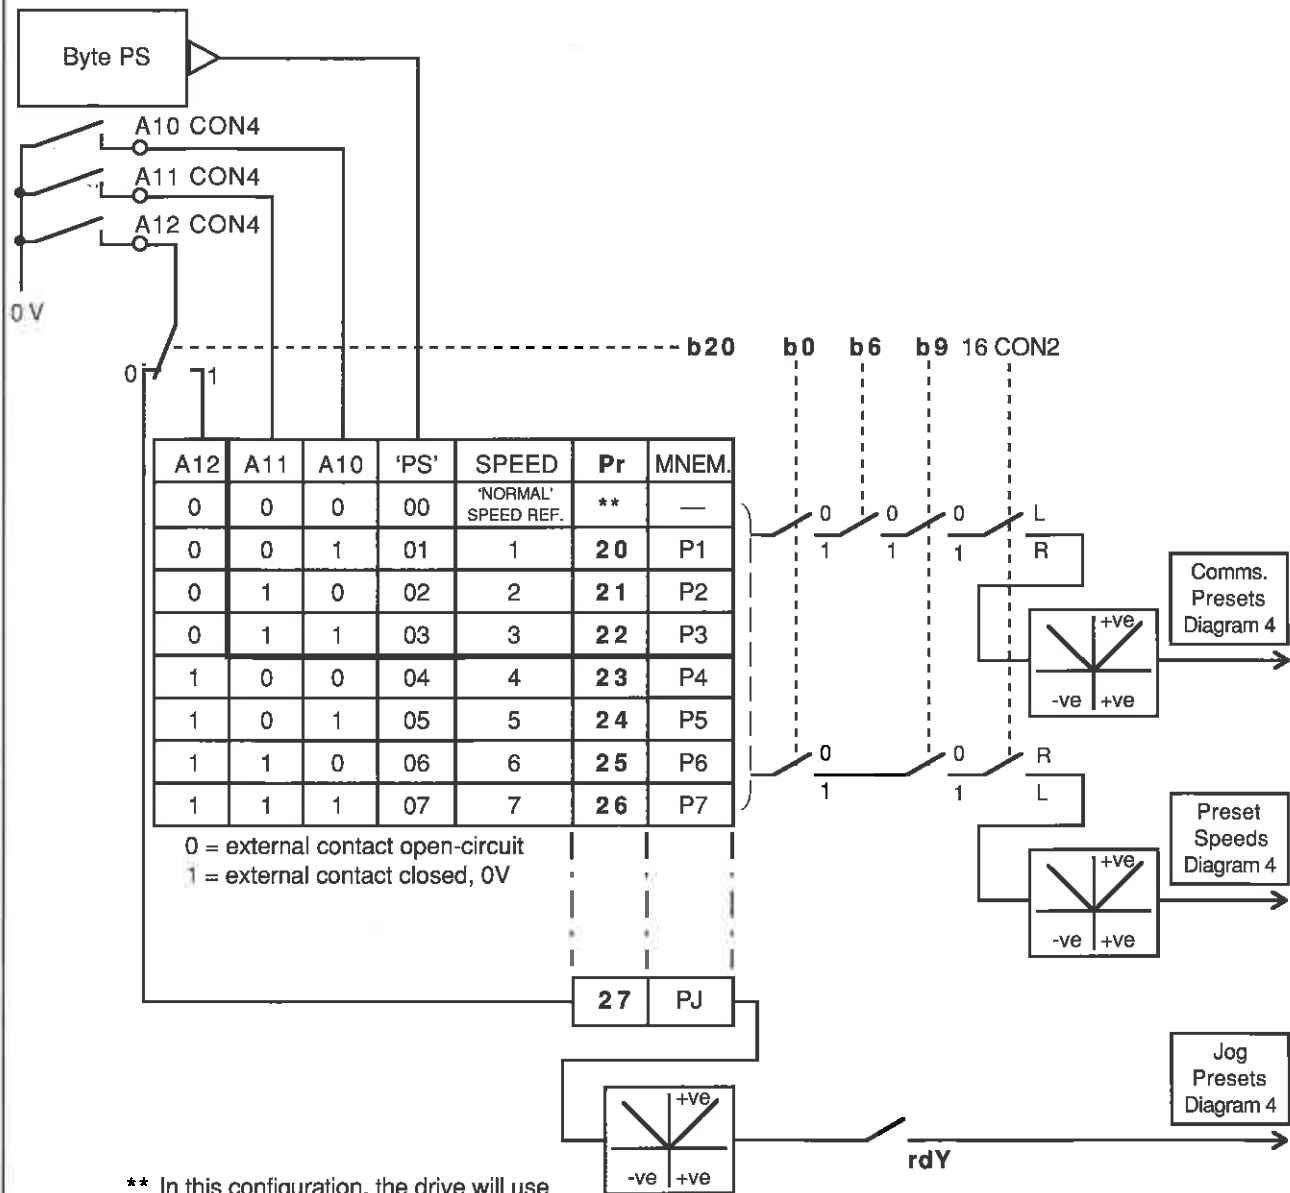 Byte PS
A10 CON4
A11 CON4
A12 CON4
0 V
b20 b0 b6 b9 16 CON2
0 1
A12 A11 A10 'PS' SPEED Pr MNEM.
0 0 0 00 'NORMAL' SPEED REF. ** —
0 0 1 01 1 20 P1
0 1 0 02 2 21 P2
0 1 1 03 3 22 P3
1 0 0 04 4 23 P4
1 0 1 05 5 24 P5
1 1 0 06 6 25 P6
1 1 1 07 7 26 P7
0 0 0 L
1 1 1 R
Comms.
Presets
Diagram 4
+ve
-ve +ve
0 0 R
1 1 L
Preset
Speeds
Diagram 4
+ve
-ve +ve
0 = external contact open-circuit
1 = external contact closed, 0V
27 PJ
Jog
Presets
Diagram 4
+ve
-ve +ve
rdY
** In this configuration, the drive will use